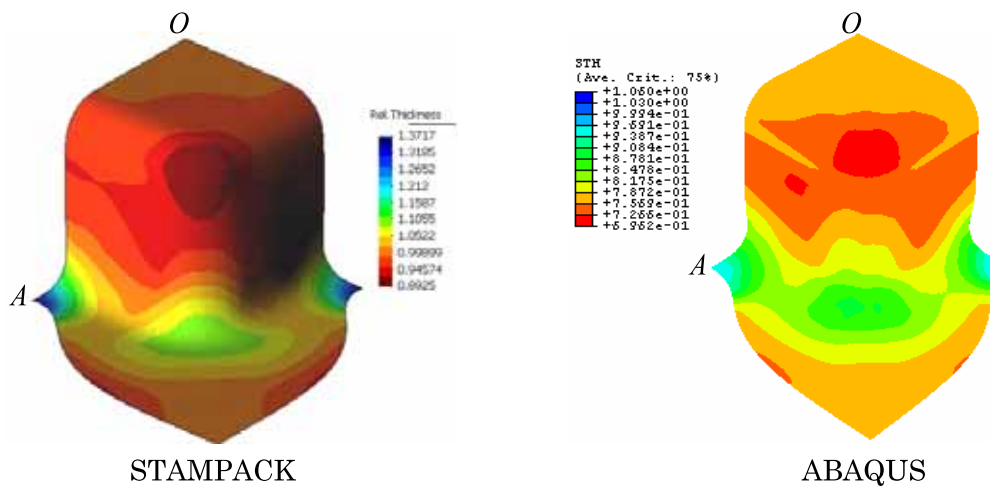 O
O
STH
(Ave. Crit.: 75%)
+1.060e+00
+1.030e+00
+9.994e-01
+9.691e-01
+9.387e-01
+9.084e-01
+8.781e-01
+8.478e-01
+8.175e-01
+7.872e-01
+7.569e-01
+7.266e-01
+6.962e-01
Rel. Thickness
1.3717
1.3185
1.2652
1.212
1.1587
1.1055
1.0522
0.99899
0.94574
0.8925
A
A
STAMPACK
ABAQUS